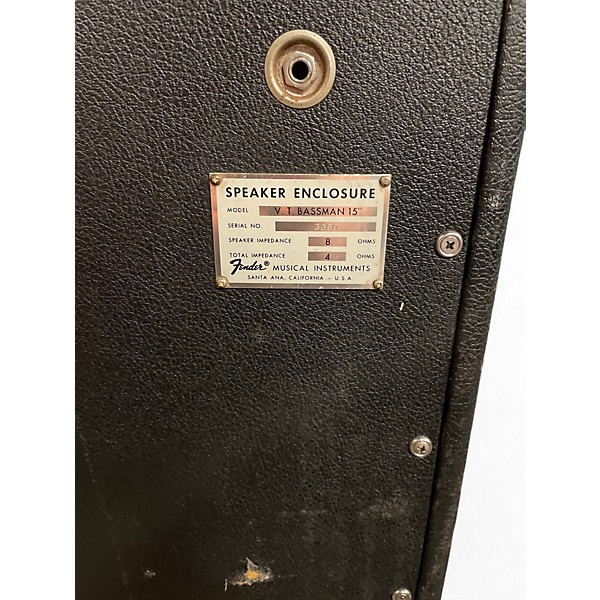 SPEAKER ENCLOSURE
MODEL V. T. BASSMAN 15"
SERIAL NO.
SPEAKER IMPEDANCE 8 OHMS
TOTAL IMPEDANCE 4 OHMS
Fender® MUSICAL INSTRUMENTS
SANTA ANA, CALIFORNIA – U.S.A